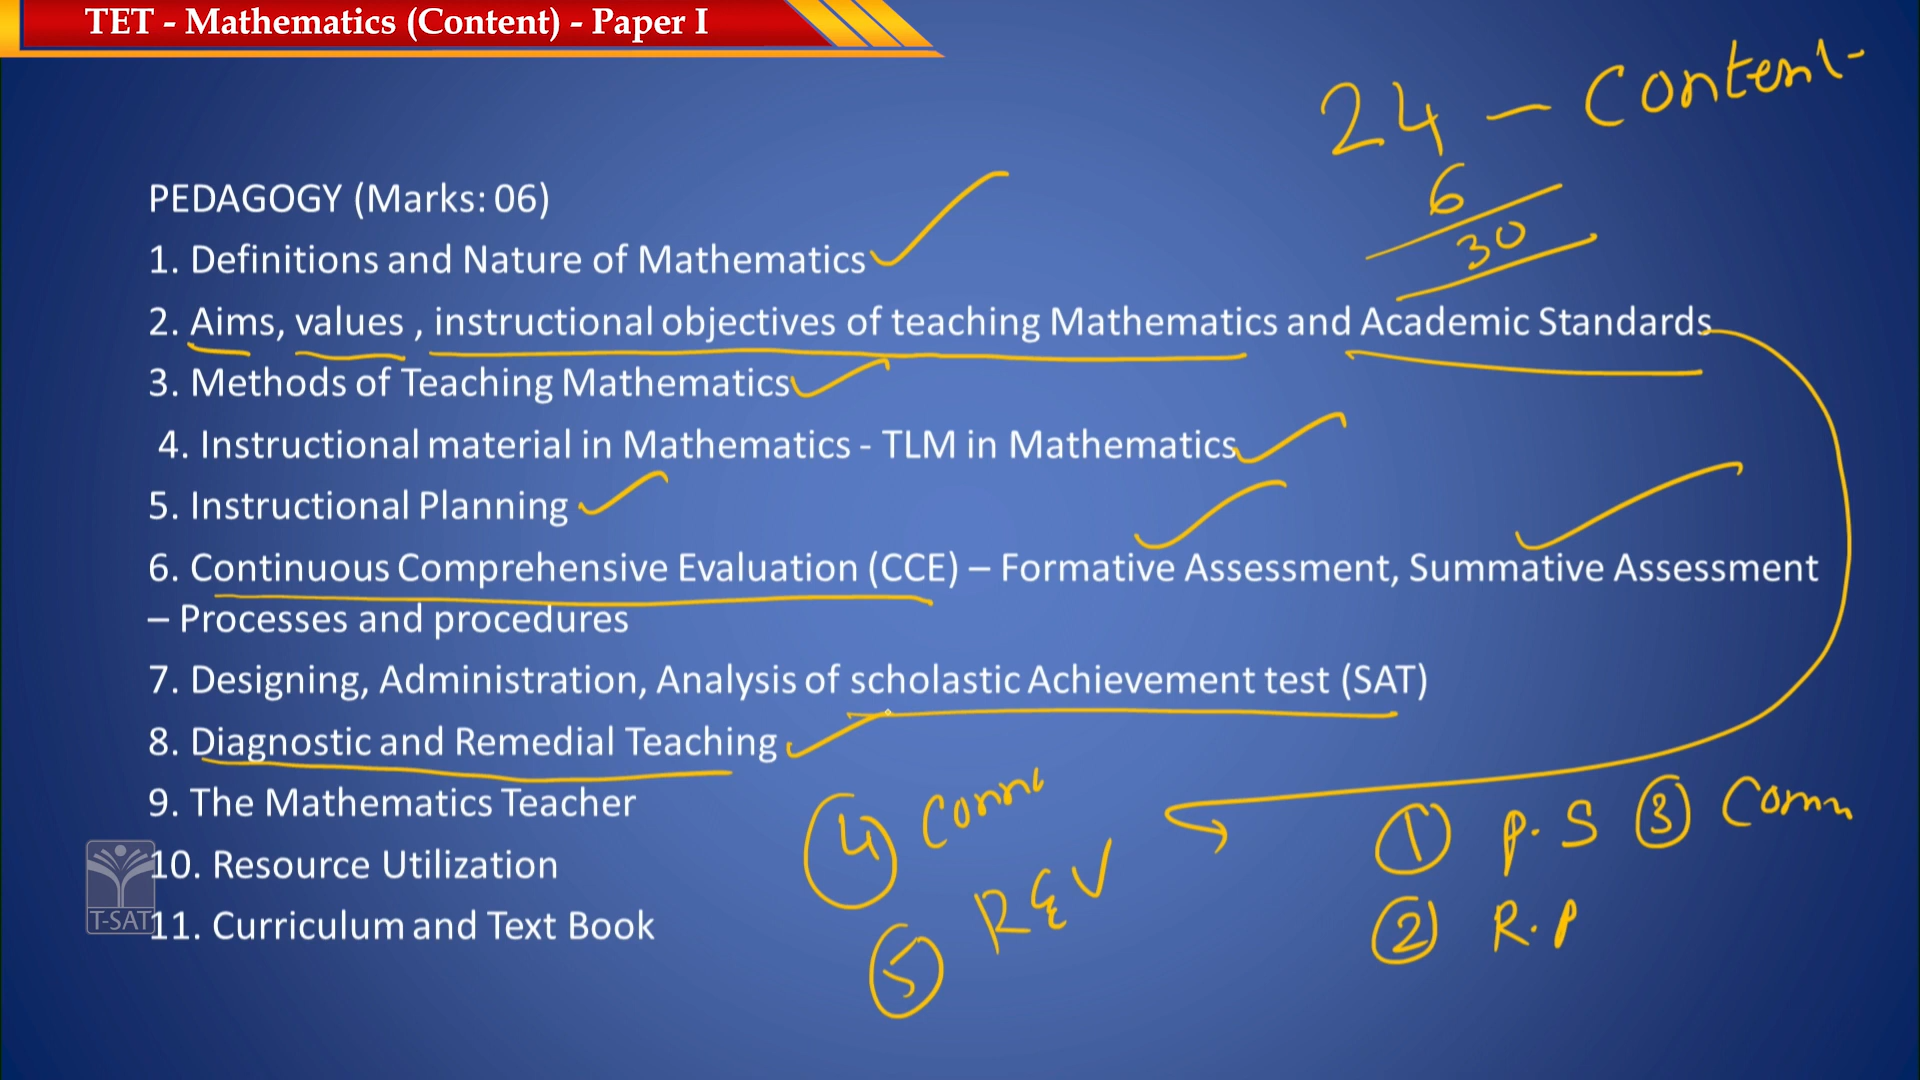 TET - Mathematics (Content) - Paper I
24 - Content-
6
30
PEDAGOGY (Marks: 06)
1. Definitions and Nature of Mathematics
2. Aims, values , instructional objectives of teaching Mathematics and Academic Standards
3. Methods of Teaching Mathematics
4. Instructional material in Mathematics - TLM in Mathematics
5. Instructional Planning
6. Continuous Comprehensive Evaluation (CCE) – Formative Assessment, Summative Assessment
– Processes and procedures
7. Designing, Administration, Analysis of scholastic Achievement test (SAT)
8. Diagnostic and Remedial Teaching
9. The Mathematics Teacher
10. Resource Utilization
11. Curriculum and Text Book
T-SAT
1 P.S 3 Comm
2 R.P
4 Conn
5 R&V